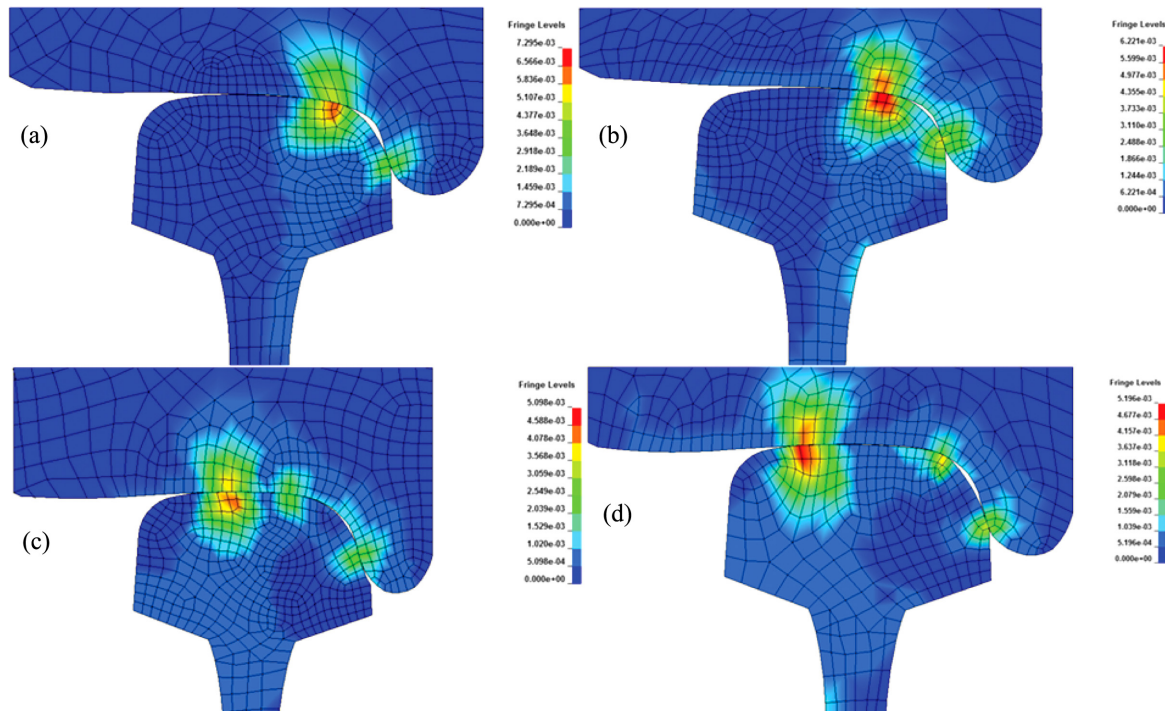 (a)
Fringe Levels
7.295e-03
6.566e-03
5.836e-03
5.107e-03
4.377e-03
3.648e-03
2.918e-03
2.189e-03
1.459e-03
7.295e-04
0.000e+00
(b)
Fringe Levels
6.221e-03
5.599e-03
4.977e-03
4.355e-03
3.733e-03
3.110e-03
2.488e-03
1.866e-03
1.244e-03
6.221e-04
0.000e+00
(c)
Fringe Levels
5.098e-03
4.588e-03
4.078e-03
3.568e-03
3.059e-03
2.549e-03
2.039e-03
1.529e-03
1.020e-03
5.098e-04
0.000e+00
(d)
Fringe Levels
5.196e-03
4.677e-03
4.157e-03
3.637e-03
3.118e-03
2.598e-03
2.079e-03
1.559e-03
1.039e-03
5.196e-04
0.000e+00